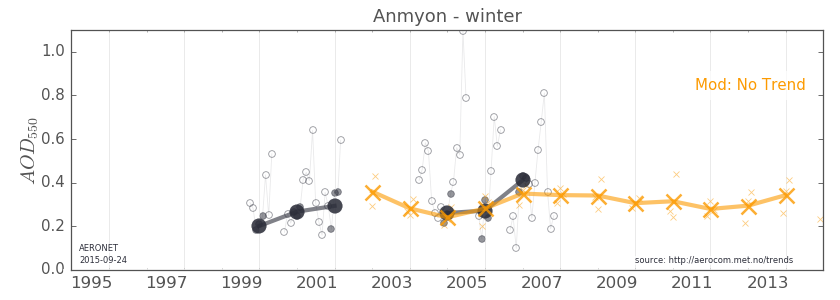 Anmyon - winter
1.0
0.8
0.6
0.4
0.2
0.0
AOD550
Mod: No Trend
AERONET
2015-09-24
source: http://aerocom.met.no/trends
1995 1997 1999 2001 2003 2005 2007 2009 2011 2013